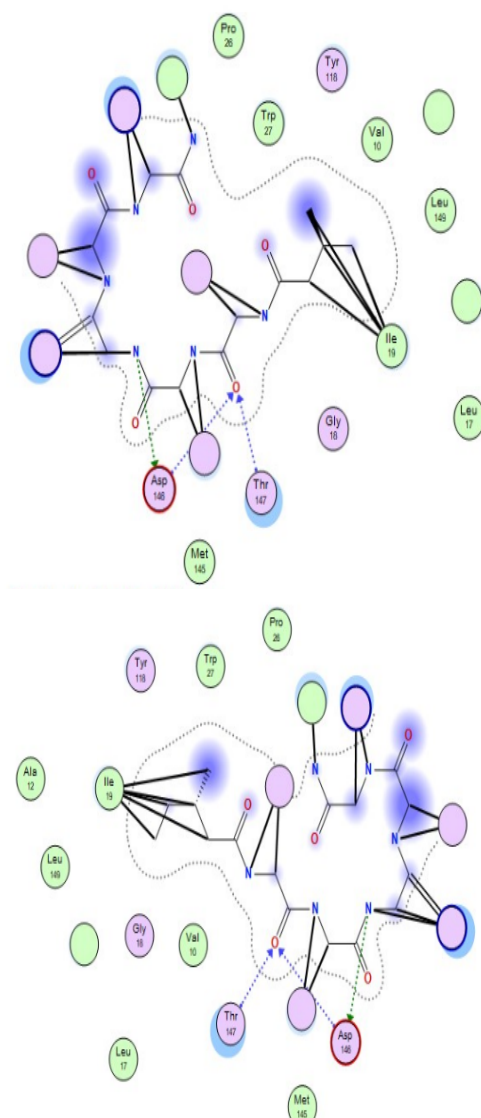 Pro
26
Tyr
118
Trp
27
Val
10
N
O
N
O
Leu
149
O
N
N
Ile
19
N
N
O
O
Gly
18
Leu
17
Asp
146
Thr
147
Met
145
Pro
26
Trp
27
Tyr
118
O
N
N
Ala
12
Ile
19
O
O
N
Leu
149
N
N
N
Gly
18
Val
10
O
O
Thr
147
Asp
146
Leu
17
Met
145